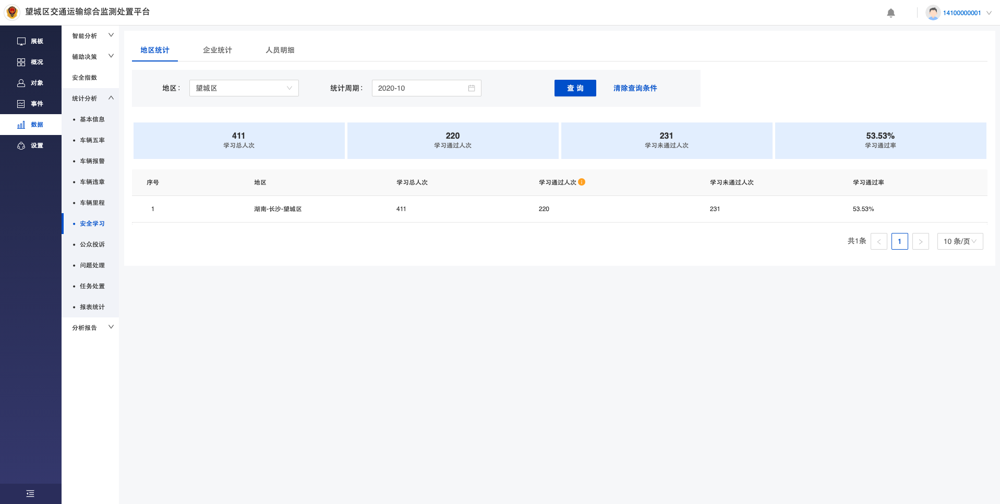 望城区交通运输综合监测处置平台
14100000001
展板
概况
对象
事件
数据
设置
智能分析
辅助决策
安全指数
统计分析
基本信息
车辆五率
车辆报警
车辆违章
车辆里程
安全学习
公众投诉
问题处理
任务处置
报表统计
分析报告
地区统计 企业统计 人员明细
地区： 望城区 统计周期： 2020-10 查 询 清除查询条件
411 220 231 53.53%
学习总人次 学习通过人次 学习未通过人次 学习通过率
序号 地区 学习总人次 学习通过人次 学习未通过人次 学习通过率
1 湖南-长沙-望城区 411 220 231 53.53%
共1条 < 1 > 10 条/页